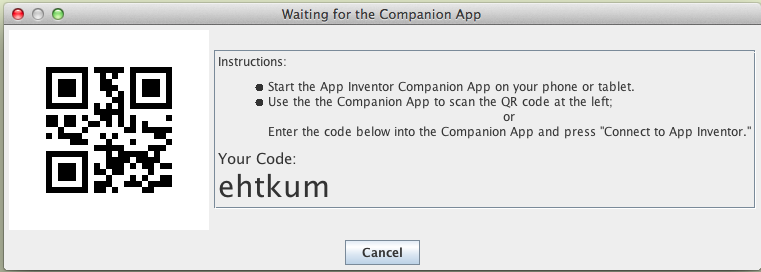 Waiting for the Companion App
Instructions:
Start the App Inventor Companion App on your phone or tablet.
Use the the Companion App to scan the QR code at the left;
or
Enter the code below into the Companion App and press "Connect to App Inventor."
Your Code:
ehtkum
Cancel